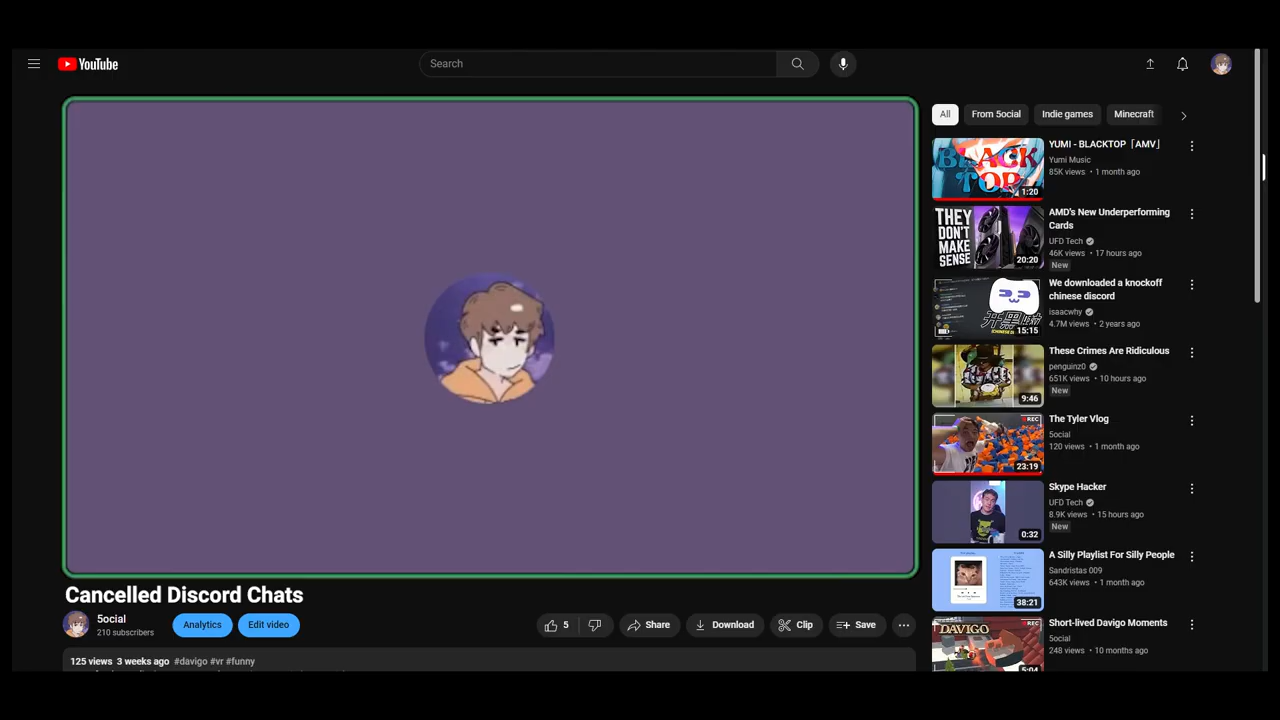 YouTube
Search
Cancelled Discord Chats
5ocial
210 subscribers
Analytics
Edit video
5
Share
Download
Clip
Save
125 views 3 weeks ago #davigo #vr #funny
All
From 5ocial
Indie games
Minecraft
BLACK
TOP
1:20
YUMI - BLACKTOP「AMV」
Yumi Music
85K views • 1 month ago
THEY
DON'T
MAKE
SENSE
20:20
AMD's New Underperforming
Cards
UFD Tech
46K views • 17 hours ago
New
15:15
We downloaded a knockoff
chinese discord
isaacwhy
4.7M views • 2 years ago
9:46
These Crimes Are Ridiculous
penguinz0
651K views • 10 hours ago
New
REC
23:19
The Tyler Vlog
5ocial
120 views • 1 month ago
0:32
Skype Hacker
UFD Tech
8.9K views • 15 hours ago
New
38:21
A Silly Playlist For Silly People
Sandristas 009
643K views • 1 month ago
DAVIGO
REC
5:04
Short-lived Davigo Moments
5ocial
248 views • 10 months ago